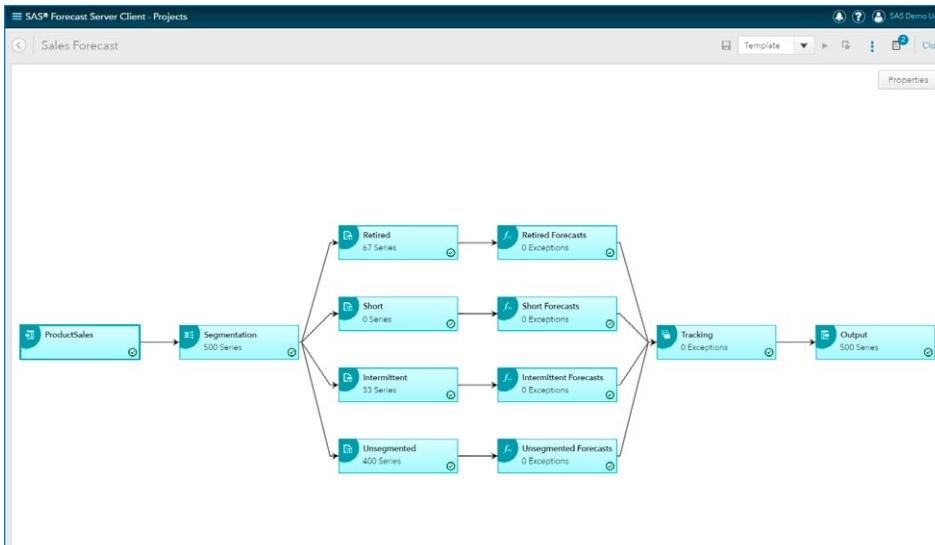 SAS® Forecast Server Client - Projects
SAS Demo U
Sales Forecast
Template
2
Clo
Properties
Retired
67 Series
Retired Forecasts
0 Exceptions
Short
0 Series
Short Forecasts
0 Exceptions
ProductSales
Segmentation
500 Series
Tracking
0 Exceptions
Output
500 Series
Intermittent
33 Series
Intermittent Forecasts
0 Exceptions
Unsegmented
400 Series
Unsegmented Forecasts
0 Exceptions